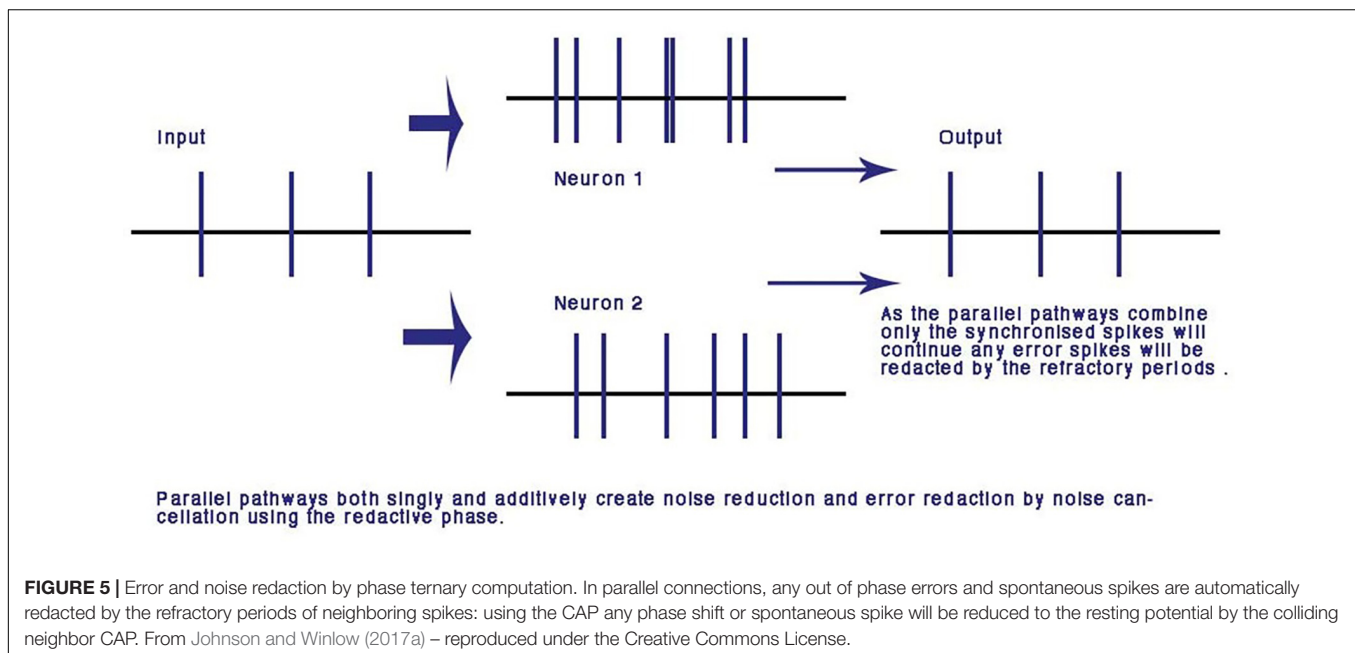 Input
Neuron 1
Neuron 2
Output
As the parallel pathways combine
only the synchronised spikes will
continue any error spikes will be
redacted by the refractory periods .
Parallel pathways both singly and additively create noise reduction and error redaction by noise can-
cellation using the redactive phase.
FIGURE 5 | Error and noise redaction by phase ternary computation. In parallel connections, any out of phase errors and spontaneous spikes are automatically
redacted by the refractory periods of neighboring spikes: using the CAP any phase shift or spontaneous spike will be reduced to the resting potential by the colliding
neighbor CAP. From Johnson and Winlow (2017a) – reproduced under the Creative Commons License.